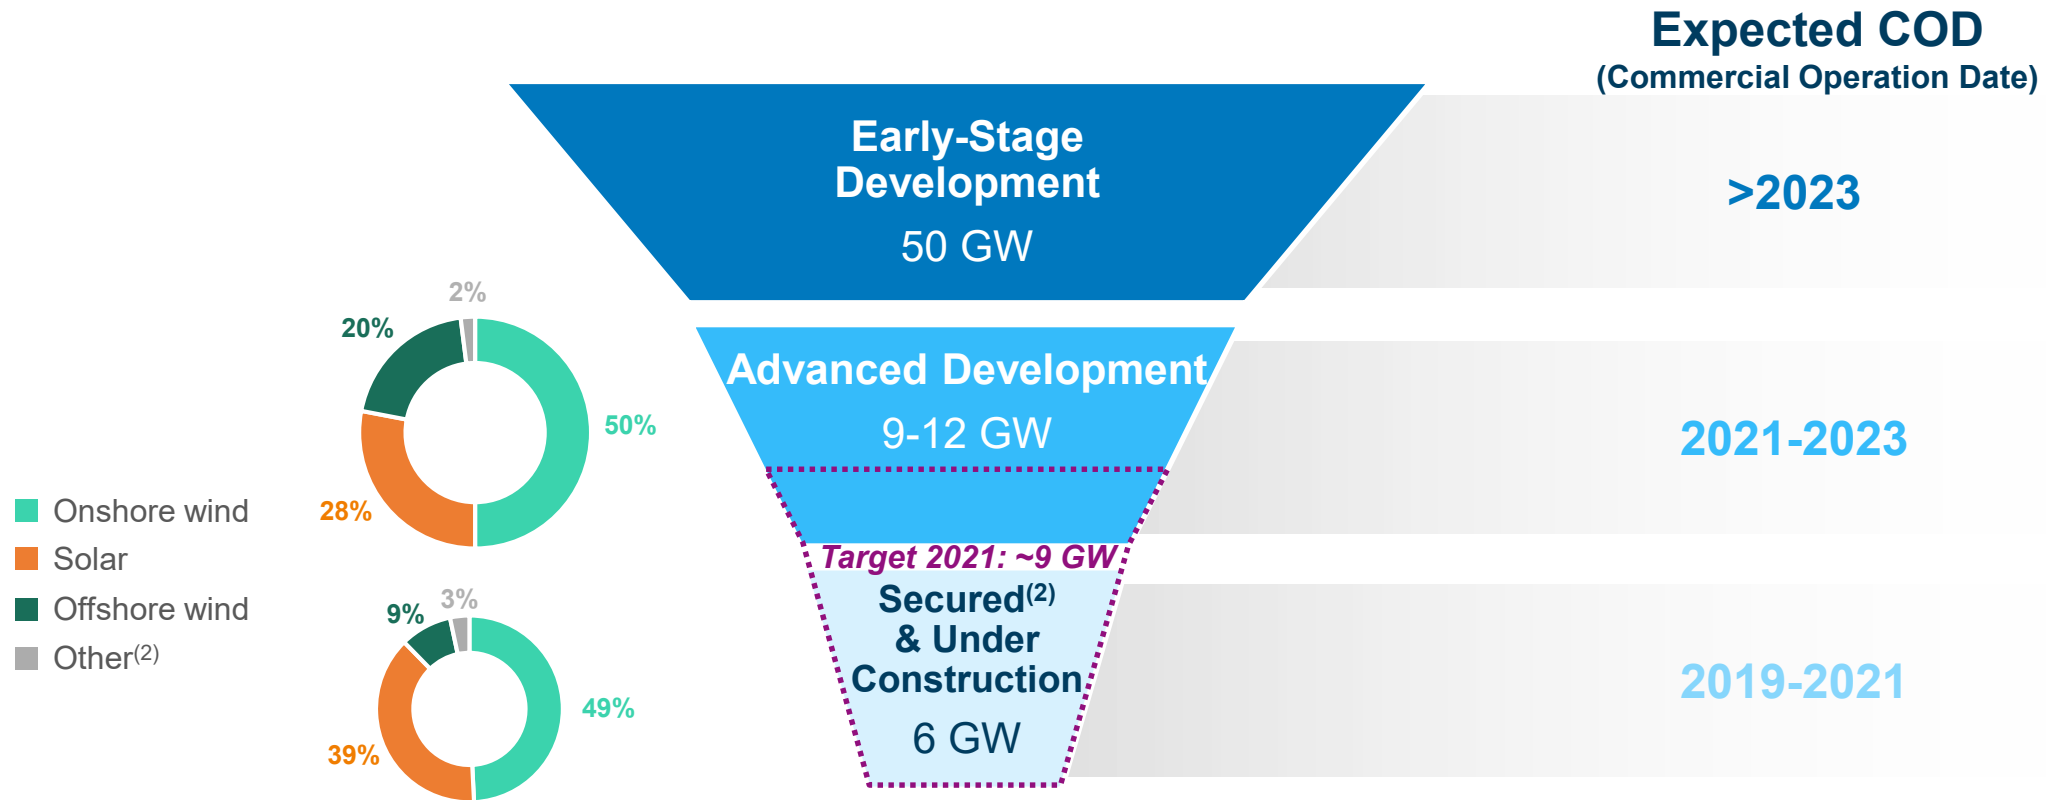 Expected COD
(Commercial Operation Date)
Early-Stage
Development
50 GW
>2023
Advanced Development
9-12 GW
2021-2023
Target 2021: ~9 GW
Secured(2)
& Under
Construction
6 GW
2019-2021
2%
20%
50%
28%
3%
9%
49%
39%
Onshore wind
Solar
Offshore wind
Other(2)